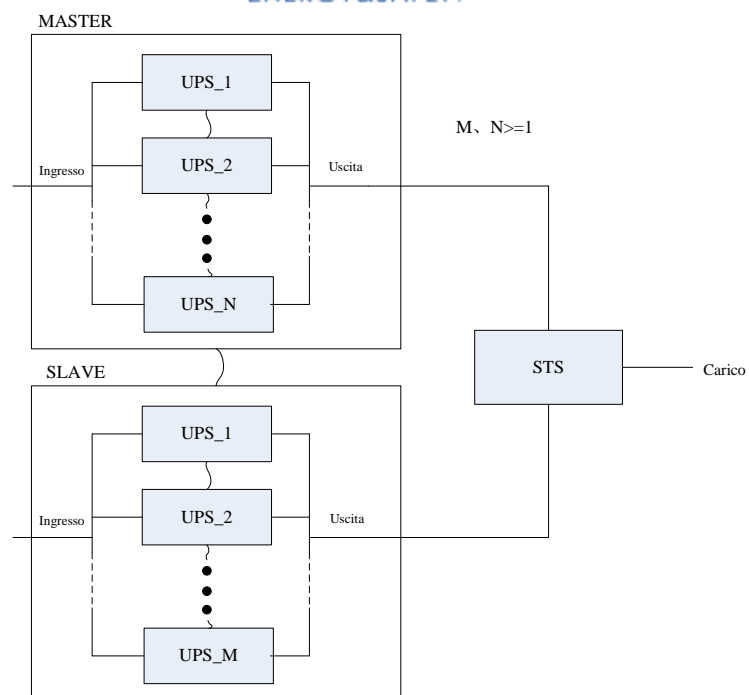 MASTER
UPS_1
M、N>=1
UPS_2
Ingresso
Uscita
UPS_N
STS
Carico
SLAVE
UPS_1
UPS_2
Ingresso
Uscita
UPS_M